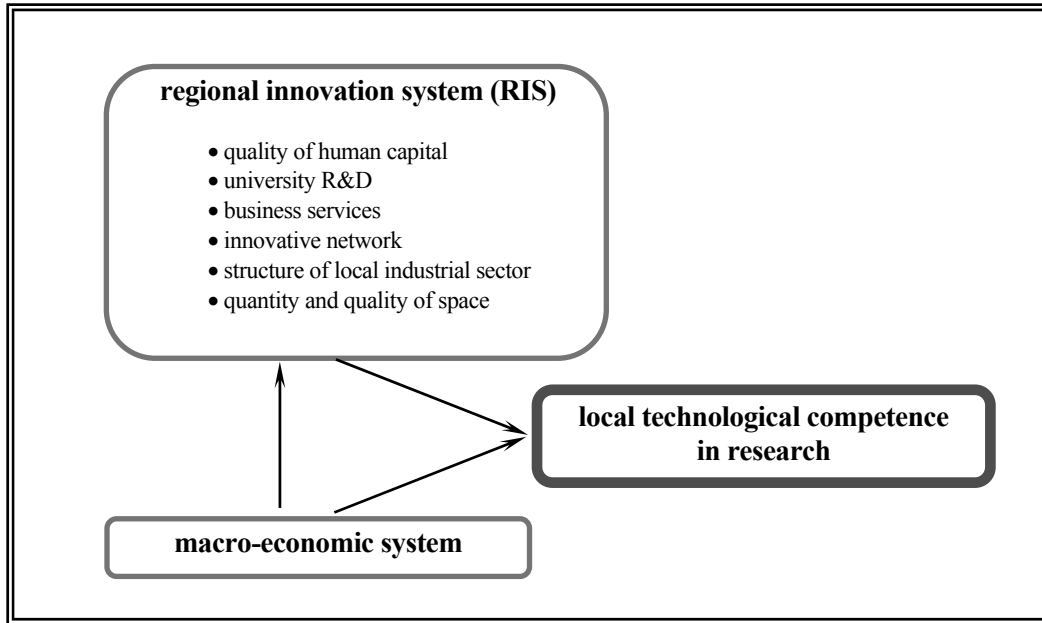 regional innovation system (RIS)
• quality of human capital
• university R&D
• business services
• innovative network
• structure of local industrial sector
• quantity and quality of space
local technological competence
in research
macro-economic system